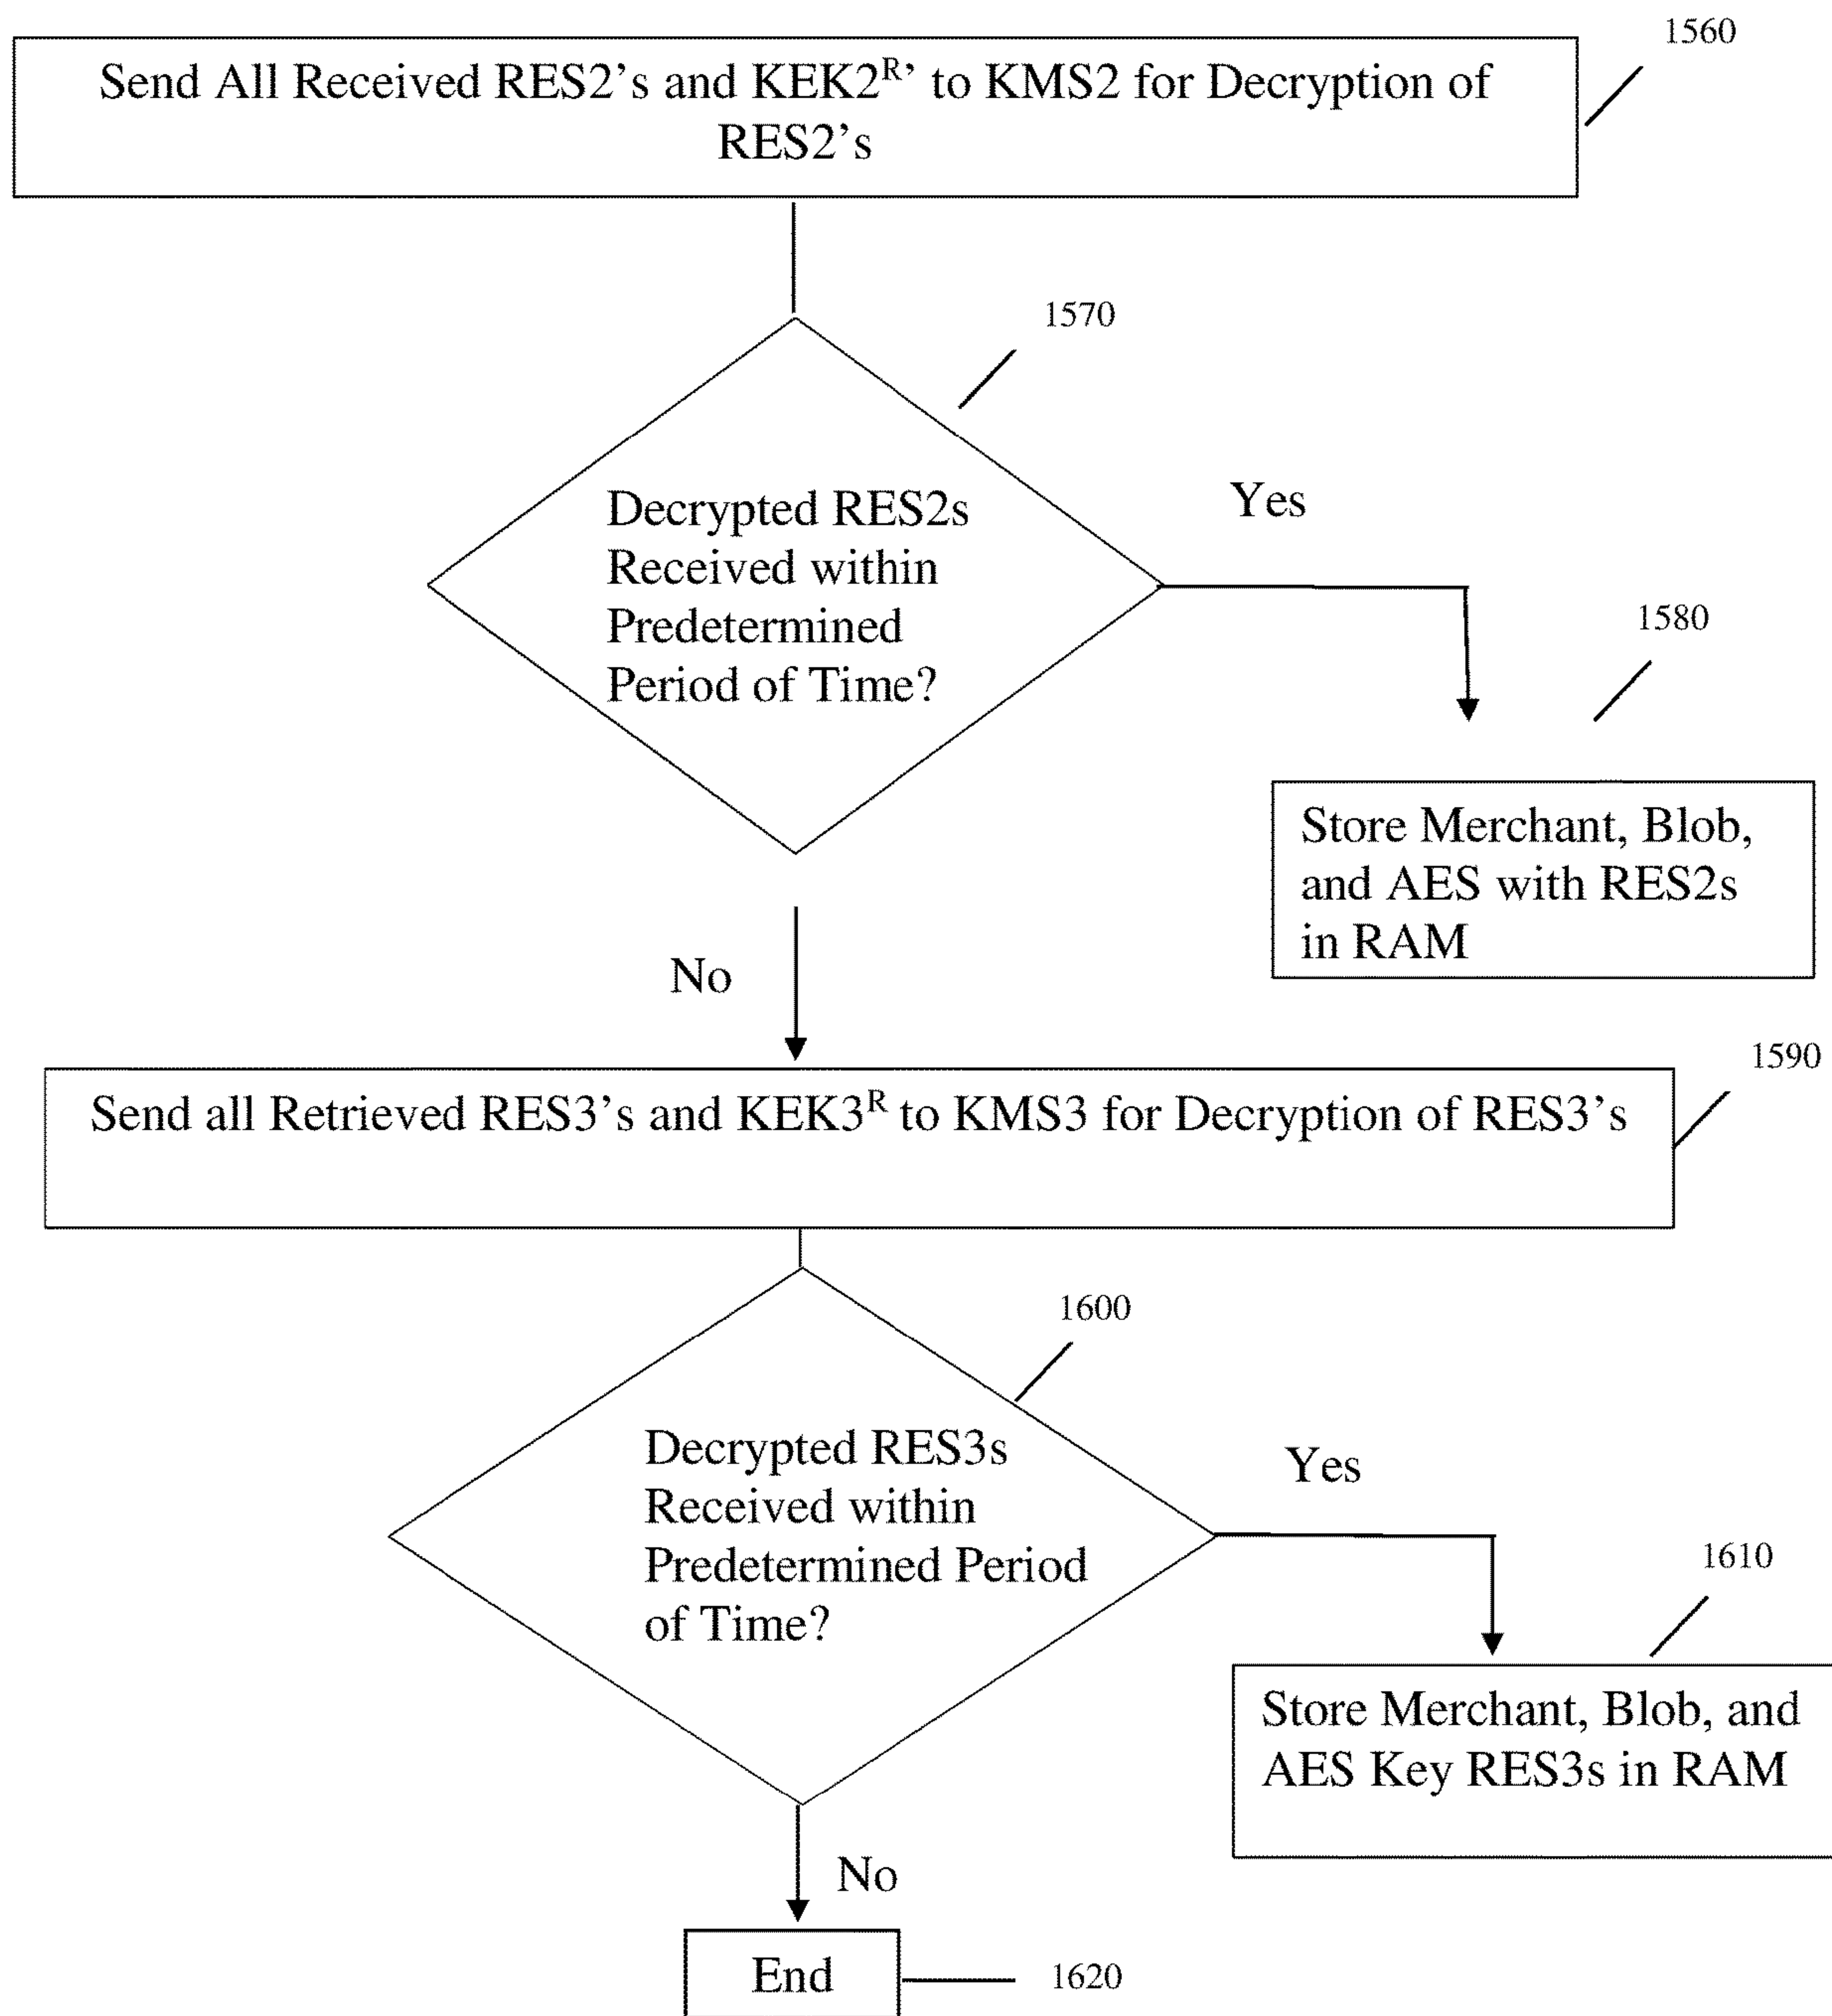 1560
Send All Received RES2’s and KEK2ᴿ’ to KMS2 for Decryption of
RES2’s
1570
Decrypted RES2s
Received within
Predetermined
Period of Time?
Yes
1580
Store Merchant, Blob,
and AES with RES2s
in RAM
No
1590
Send all Retrieved RES3’s and KEK3ᴿ to KMS3 for Decryption of RES3’s
1600
Decrypted RES3s
Received within
Predetermined Period
of Time?
Yes
1610
Store Merchant, Blob, and
AES Key RES3s in RAM
No
End
1620